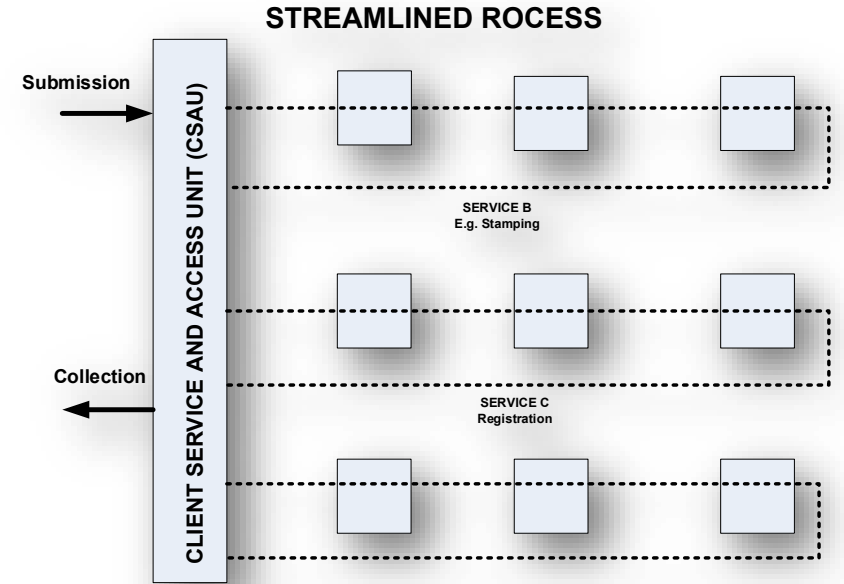 STREAMLINED ROCESS
Submission
CLIENT SERVICE AND ACCESS UNIT (CSAU)
SERVICE B
E.g. Stamping
Collection
SERVICE C
Registration